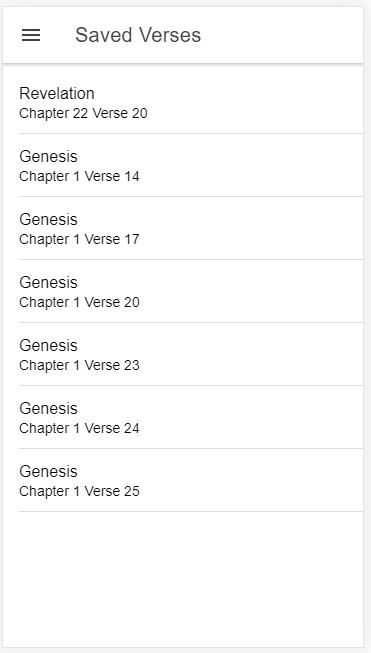 Saved Verses
Revelation
Chapter 22 Verse 20
Genesis
Chapter 1 Verse 14
Genesis
Chapter 1 Verse 17
Genesis
Chapter 1 Verse 20
Genesis
Chapter 1 Verse 23
Genesis
Chapter 1 Verse 24
Genesis
Chapter 1 Verse 25